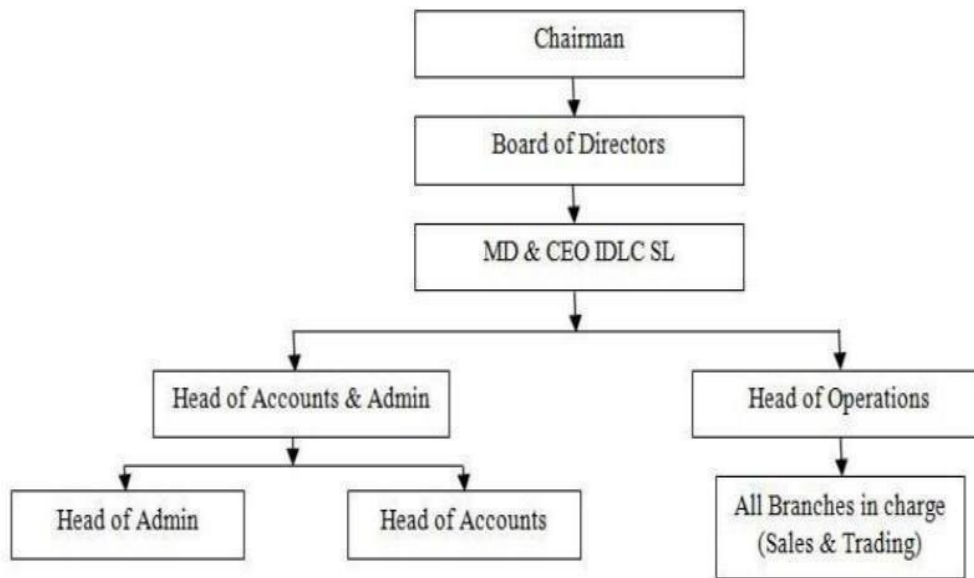 Chairman
Board of Directors
MD & CEO IDLC SL
Head of Accounts & Admin
Head of Operations
Head of Admin
Head of Accounts
All Branches in charge
(Sales & Trading)